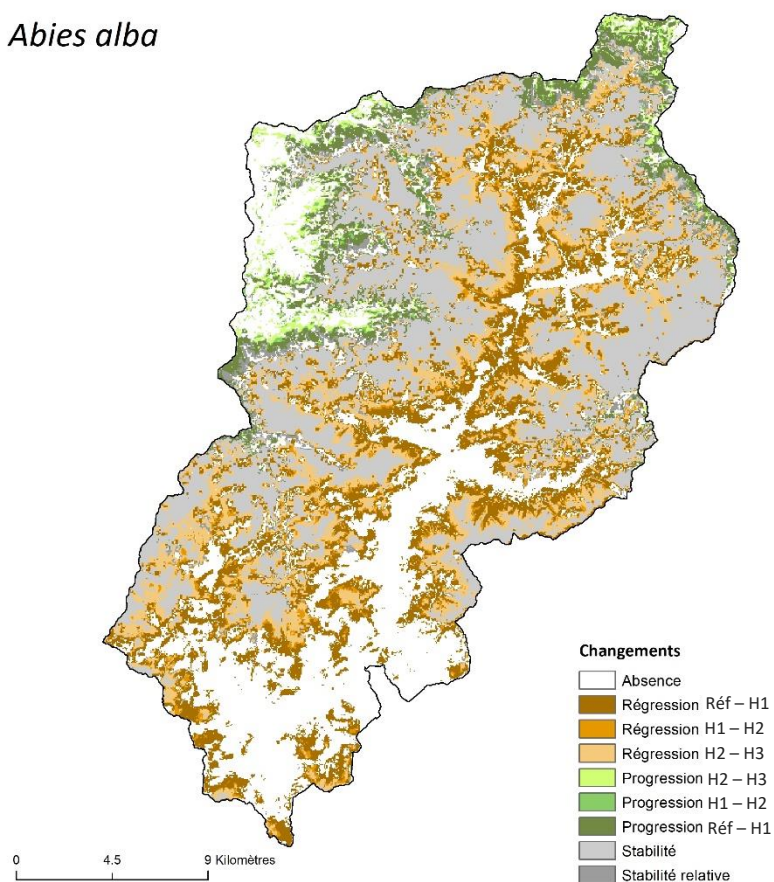 Abies alba
Changements
Absence
Régression Réf – H1
Régression H1 – H2
Régression H2 – H3
Progression H2 – H3
Progression H1 – H2
Progression Réf – H1
Stabilité
Stabilité relative
0 4.5 9 Kilomètres